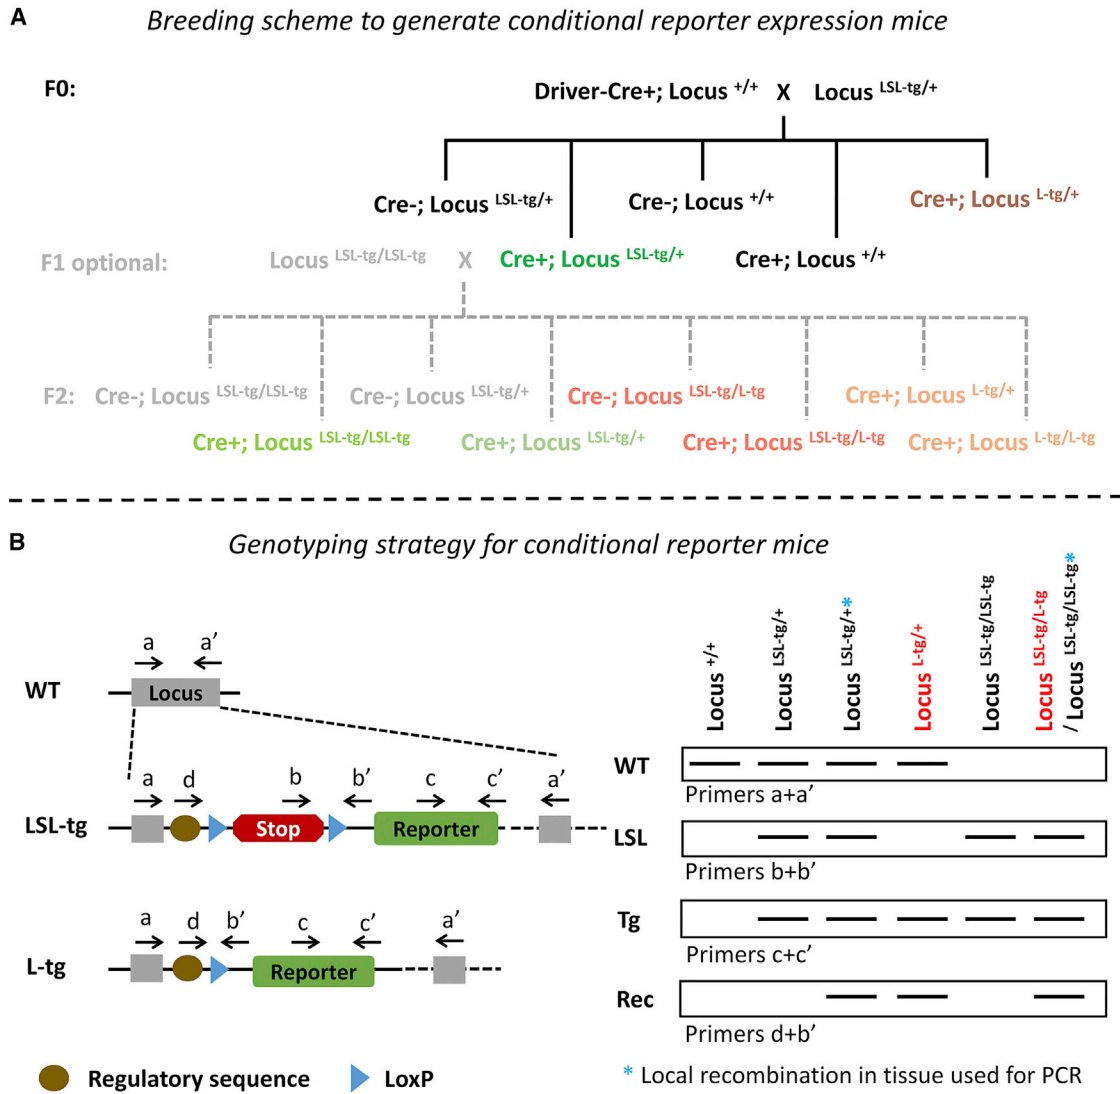 A
Breeding scheme to generate conditional reporter expression mice
F0:
Driver-Cre+; Locus +/+ X Locus LSL-tg/+
Cre-; Locus LSL-tg/+
Cre-; Locus +/+
Cre+; Locus L-tg/+
F1 optional:
Locus LSL-tg/LSL-tg X Cre+; Locus LSL-tg/+
Cre+; Locus +/+
F2:
Cre-; Locus LSL-tg/LSL-tg
Cre-; Locus LSL-tg/+
Cre-; Locus LSL-tg/L-tg
Cre+; Locus L-tg/+
Cre+; Locus LSL-tg/LSL-tg
Cre+; Locus LSL-tg/+
Cre+; Locus LSL-tg/L-tg
Cre+; Locus L-tg/L-tg
B
Genotyping strategy for conditional reporter mice
a a’
WT
Locus
a d b b’ c c’ a’
LSL-tg
Stop
Reporter
a d b’ c c’ a’
L-tg
Reporter
Regulatory sequence
LoxP
Locus +/+
Locus LSL-tg/+
Locus LSL-tg/+*
Locus L-tg/+
Locus LSL-tg/LSL-tg
Locus LSL-tg/L-tg
/ Locus LSL-tg/LSL-tg*
WT
Primers a+a’
LSL
Primers b+b’
Tg
Primers c+c’
Rec
Primers d+b’
* Local recombination in tissue used for PCR